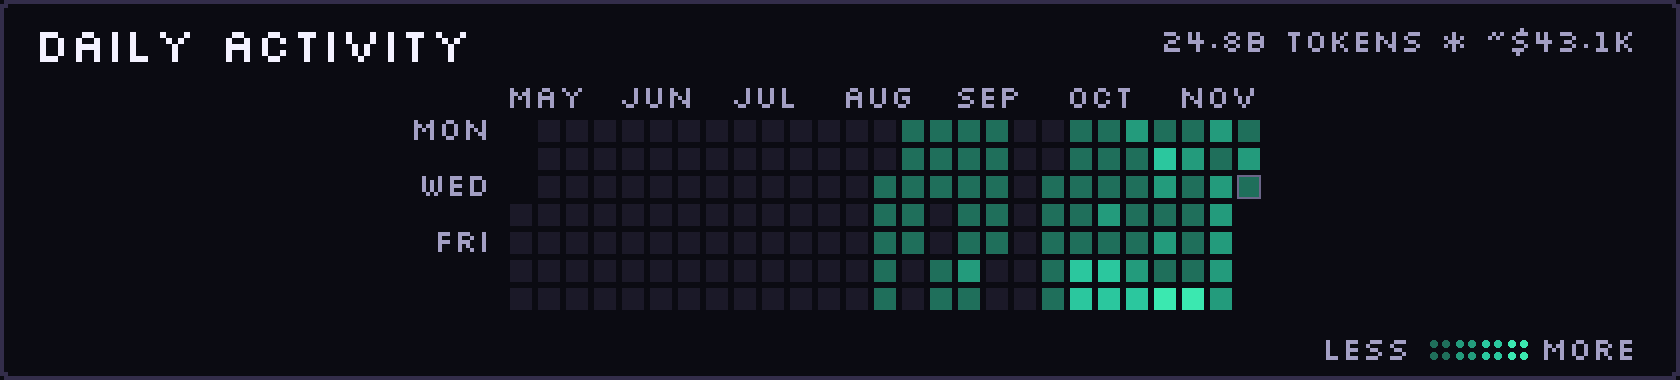 DAILY ACTIVITY
24.8B TOKENS * ~$43.1K
MAY JUN JUL AUG SEP OCT NOV
MON
WED
FRI
LESS MORE